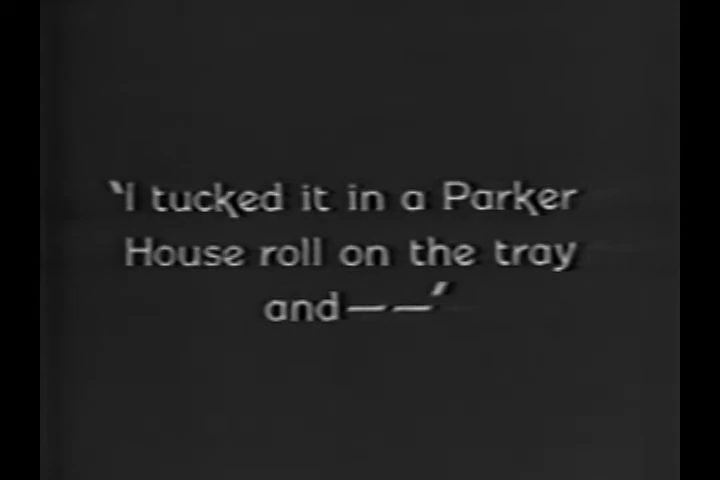 "I tucked it in a Parker
House roll on the tray
and — —"